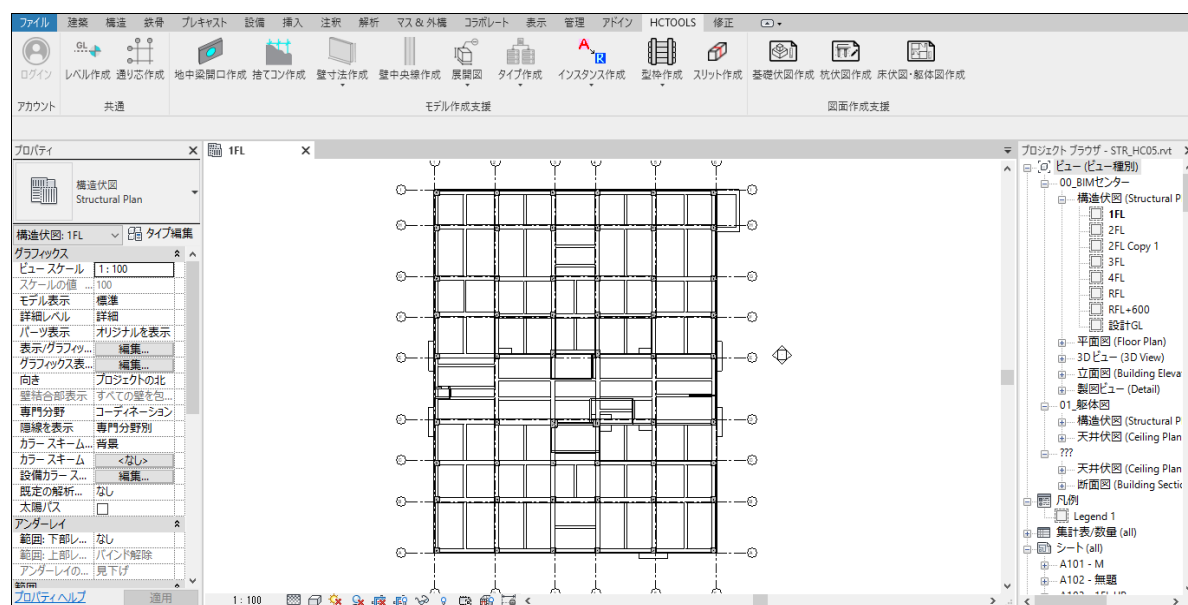 ファイル 建築 構造 鉄骨 プレキャスト 設備 挿入 注釈 解析 マス & 外構 コラボレート 表示 管理 アドイン HCTOOLS 修正
GL
A
R
ログイン レベル作成 通り芯作成 地中梁開口作成 捨てコン作成 壁寸法作成 壁中央線作成 展開図 タイプ作成 インスタンス作成 型枠作成 スリット作成 基礎伏図作成 杭伏図作成 床伏図・躯体図作成
アカウント 共通 モデル作成支援 図面作成支援
プロパティ X
構造伏図
Structural Plan
構造伏図: 1FL タイプ編集
グラフィックス
ビュー スケール 1 : 100
スケールの値 ... 100
モデル表示 標準
詳細レベル 詳細
パーツ表示 オリジナルを表示
表示/グラフィッ... 編集...
グラフィックス表... 編集...
向き プロジェクトの北
壁結合部表示 すべての壁を包...
専門分野 コーディネーション
隠線を表示 専門分野別
カラー スキーム... 背景
カラー スキーム <なし>
設備カラー ス... 編集...
既定の解析... なし
太陽パス
アンダーレイ
範囲: 下部レ... なし
範囲: 上部レ... バインド解除
アンダーレイの... 見下げ
範囲
プロパティヘルプ 適用
1FL X
1 : 100
プロジェクト ブラウザ - STR_HC05.rvt X
ビュー (ビュー種別)
00_BIMセンター
構造伏図 (Structural P
1FL
2FL
2FL Copy 1
3FL
4FL
RFL
RFL+600
設計GL
平面図 (Floor Plan)
3D ビュー (3D View)
立面図 (Building Eleva
製図ビュー (Detail)
01_躯体図
構造伏図 (Structural P
天井伏図 (Ceiling Plan
???
天井伏図 (Ceiling Plan
断面図 (Building Sectic
凡例
Legend 1
集計表/数量 (all)
シート (all)
A101 - M
A102 - 無題